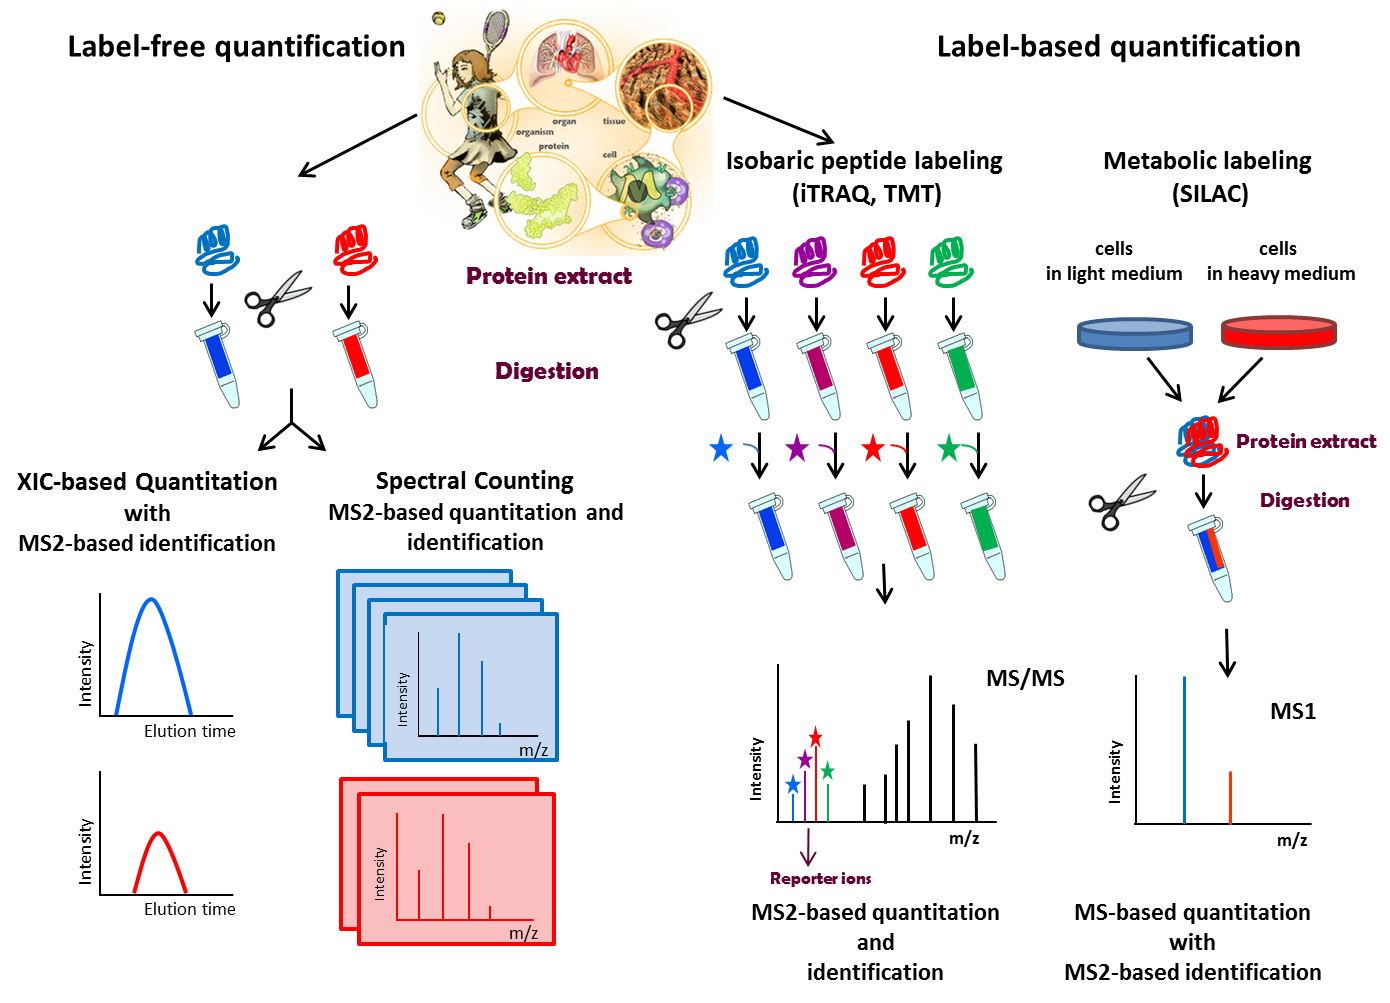 Label-free quantification
Label-based quantification
organ
tissue
organism
protein
cell
Isobaric peptide labeling
(iTRAQ, TMT)
Metabolic labeling
(SILAC)
Protein extract
cells
in light medium
cells
in heavy medium
Digestion
Protein extract
Digestion
XIC-based Quantitation
with
MS2-based identification
Spectral Counting
MS2-based quantitation and
identification
Intensity
Elution time
Intensity
m/z
Intensity
Elution time
Intensity
m/z
MS/MS
Intensity
m/z
Reporter ions
MS2-based quantitation
and
identification
MS1
Intensity
m/z
MS-based quantitation
with
MS2-based identification